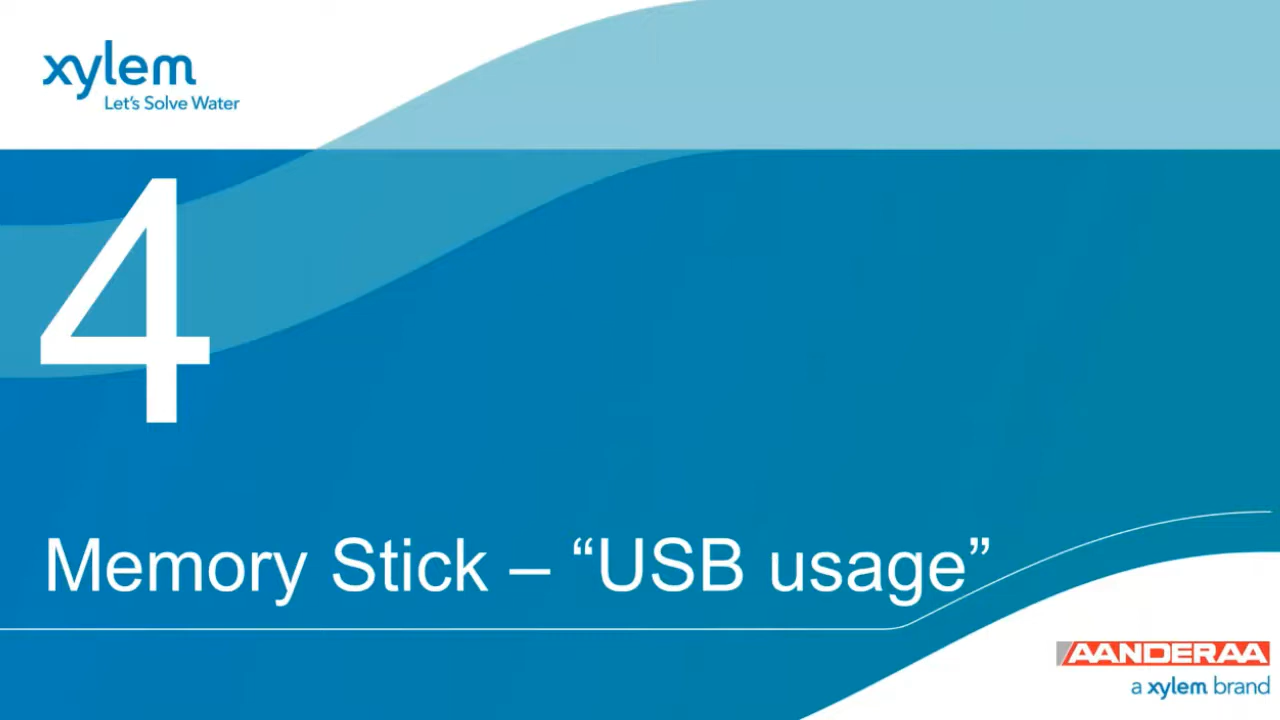 xylem
Let's Solve Water
4
Memory Stick – “USB usage”
AANDERAA
a xylem brand